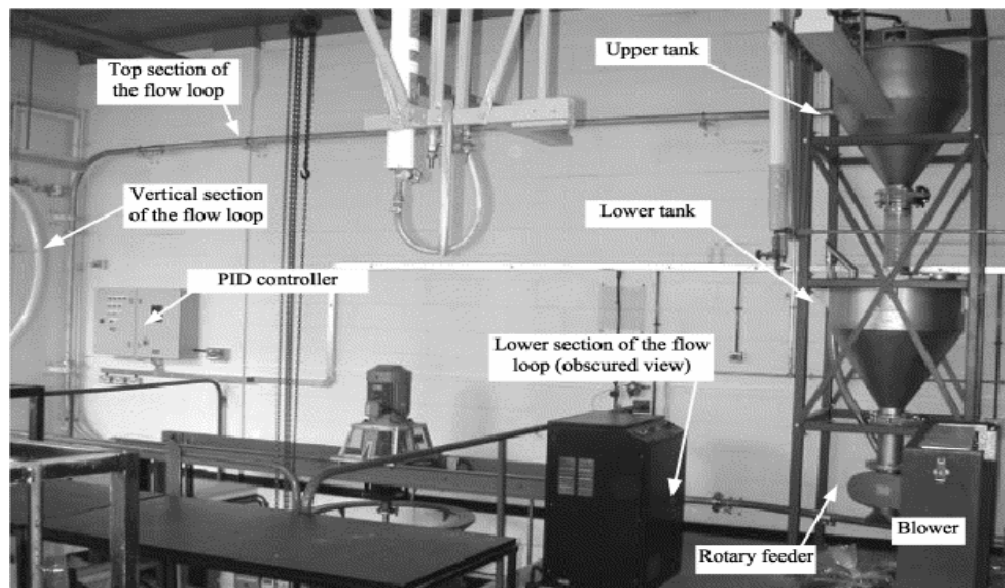 Top section of
the flow loop
Upper tank
Vertical section
of the flow loop
Lower tank
PID controller
Lower section of the flow
loop (obscured view)
Rotary feeder
Blower